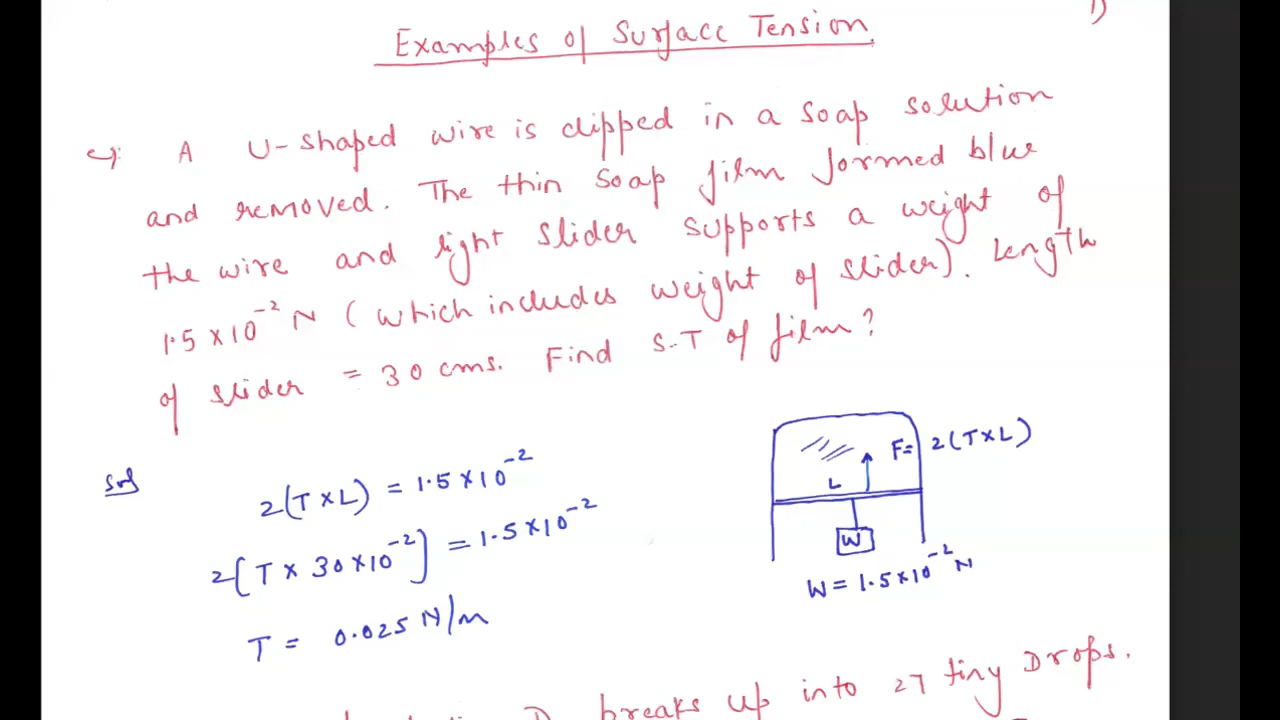 1)
Examples of Surface Tension
eg: A U-shaped wire is dipped in a soap solution
and removed. The thin soap film formed blw
the wire and light slider supports a weight of
1.5 x 10⁻² N (which includes weight of slider). Length
of slider = 30 cms. Find S.T of film?
Sol
2(T x L) = 1.5 x 10⁻²
2(T x 30 x 10⁻²) = 1.5 x 10⁻²
T = 0.025 N/m
F = 2(T x L)
L
W
W = 1.5 x 10⁻² N
D breaks up into 27 tiny Drops.